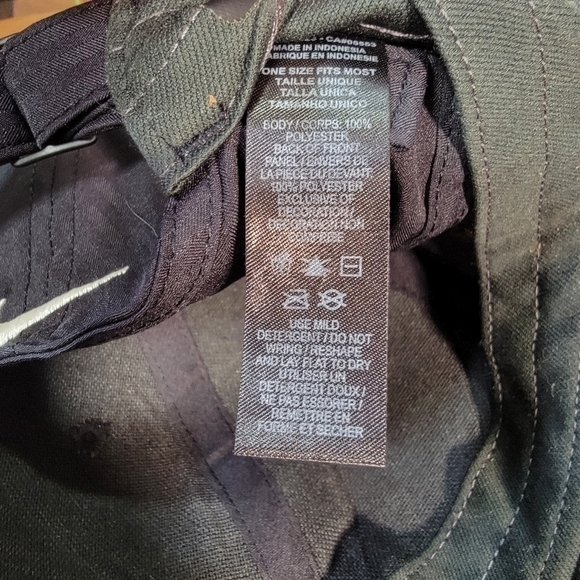 MADE IN INDONESIA
FABRIQUE EN INDONESIE
ONE SIZE FITS MOST
TAILLE UNIQUE
TALLA UNICA
TAMANHO UNICO
BODY / CORPS: 100%
POLYESTER
BACK OF FRONT
PANEL / ENVERS DE
LA PIECE DU DEVANT
100% POLYESTER
EXCLUSIVE OF
DECORATION /
DECORATION NON
COMPRISE
USE MILD
DETERGENT / DO NOT
WRING / RESHAPE
AND LAY FLAT TO DRY
UTILISER UN
DETERGENT DOUX /
NE PAS ESSORER /
REMETTRE EN
FORME ET SECHER